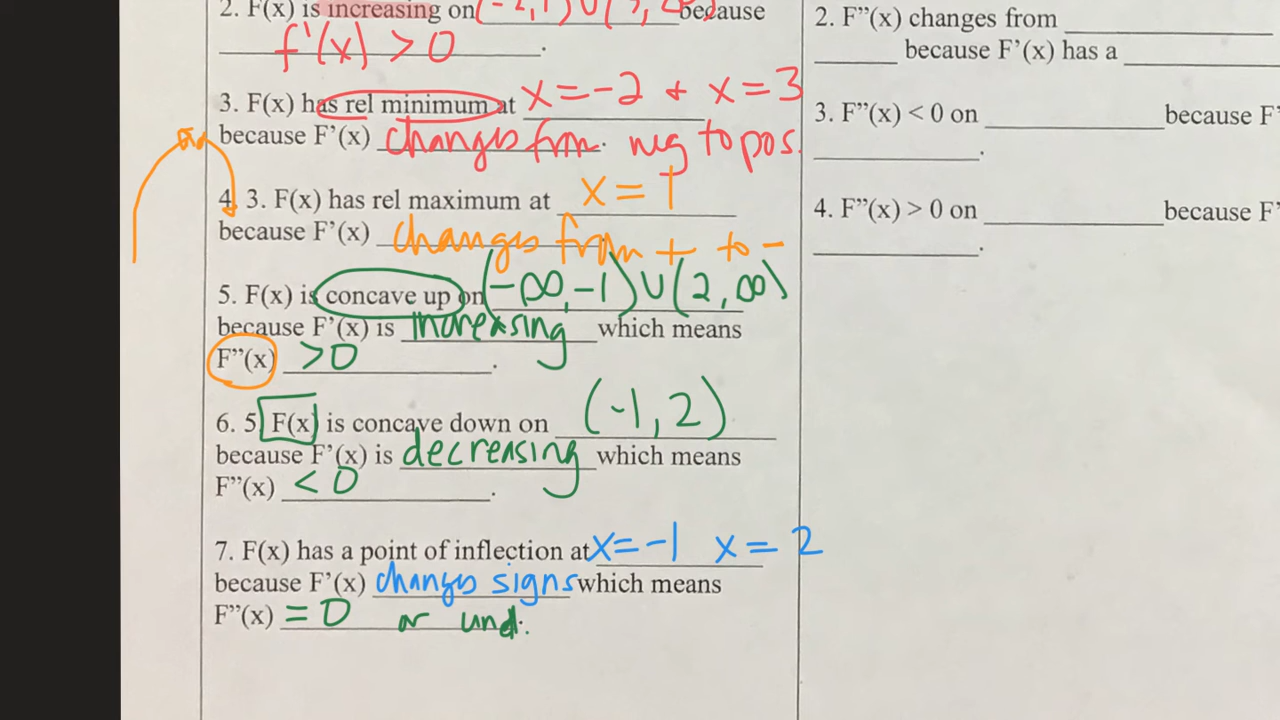 2. F(x) is increasing on (-2,1) ∪ (3, because
f'(x) > 0.
3. F(x) has rel minimum at x=-2 + x=3
because F'(x) changes from neg to pos.
4. 3. F(x) has rel maximum at x=1
because F'(x) changes from + to -
5. F(x) is concave up on (-∞,-1)∪(2,∞)
because F'(x) is increasing which means
F”(x) >0.
6. 5 F(x) is concave down on (-1,2)
because F'(x) is decreasing which means
F”(x) <0.
7. F(x) has a point of inflection at x=-1 x=2
because F'(x) changes signs which means
F”(x) =0 or und.
2. F”(x) changes from
because F'(x) has a
3. F”(x) < 0 on because F'
.
4. F”(x) > 0 on because F'
.